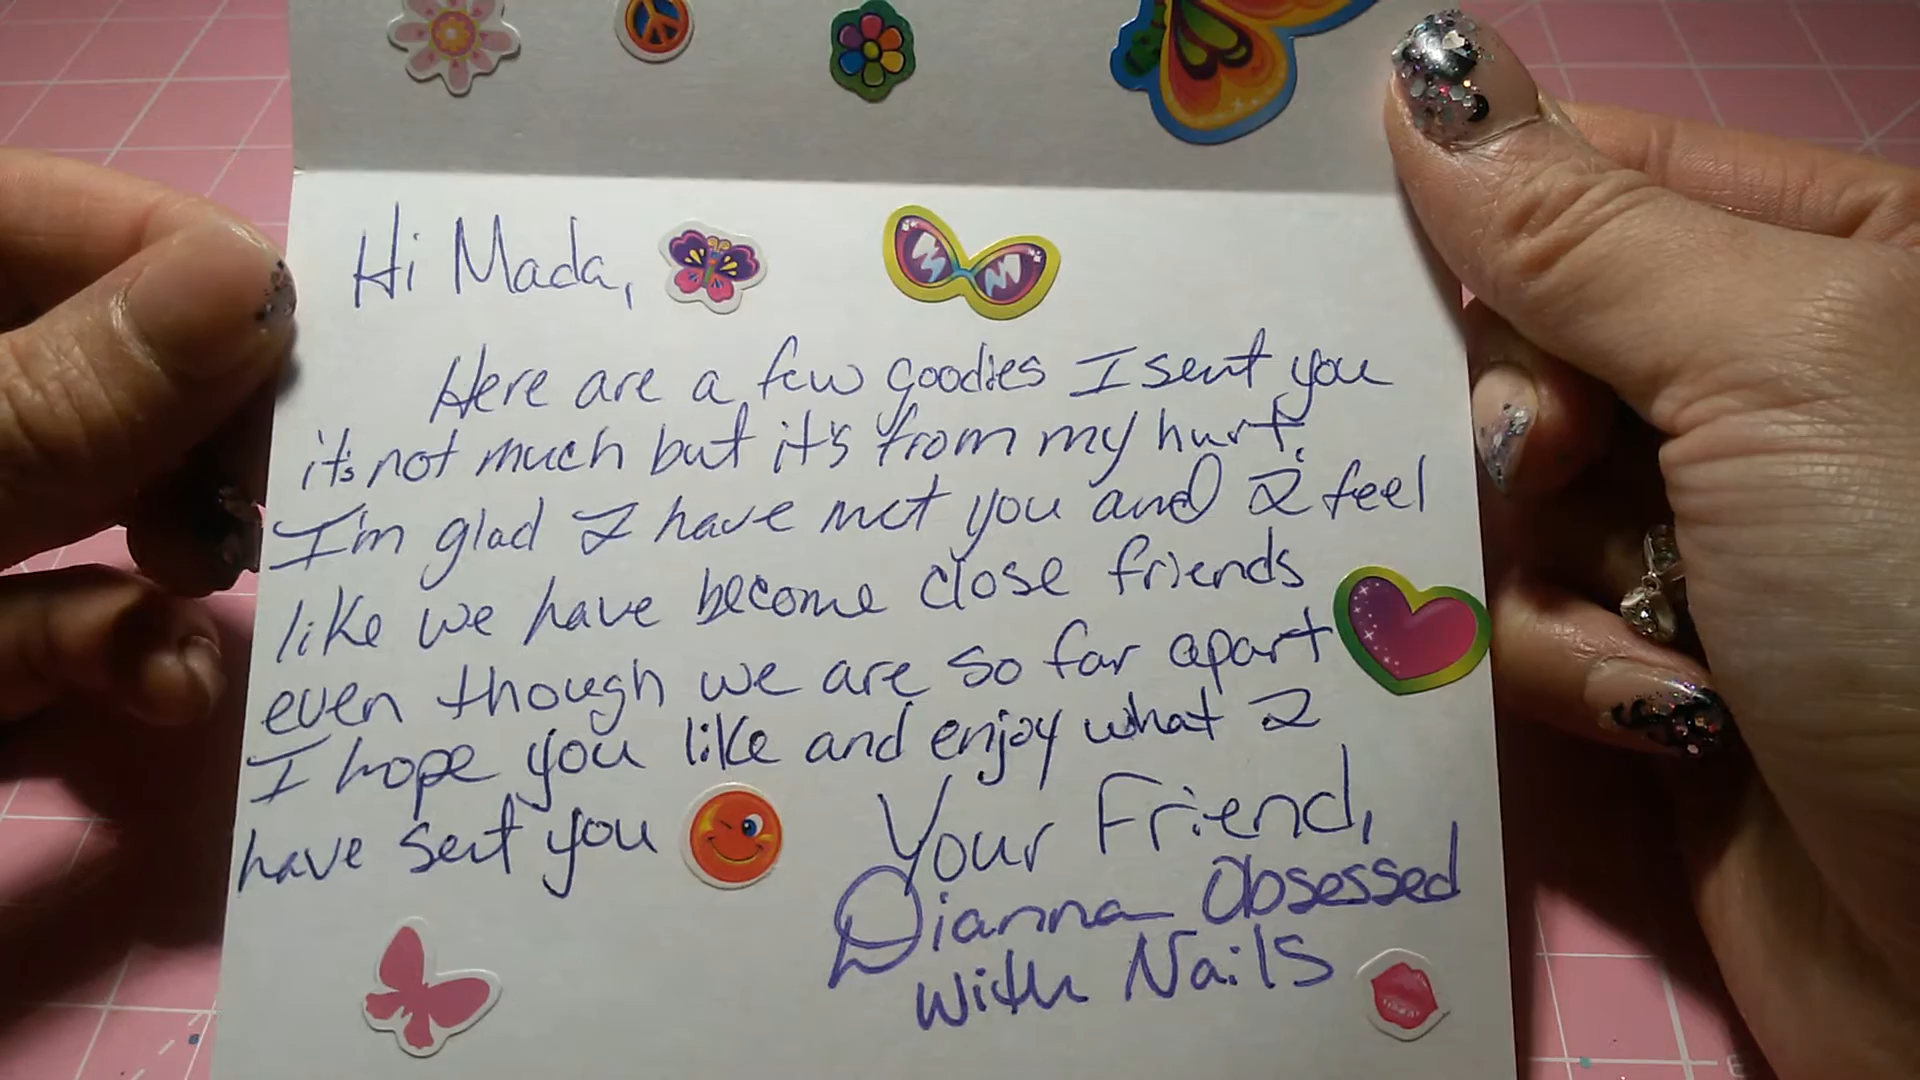 Hi Mada,
Here are a few goodies I sent you
it's not much but it's from my hurt.
I'm glad I have met you and I feel
like we have become close friends
even though we are so far apart
I hope you like and enjoy what I
have sent you
Your Friend,
Dianna Obsessed
With Nails